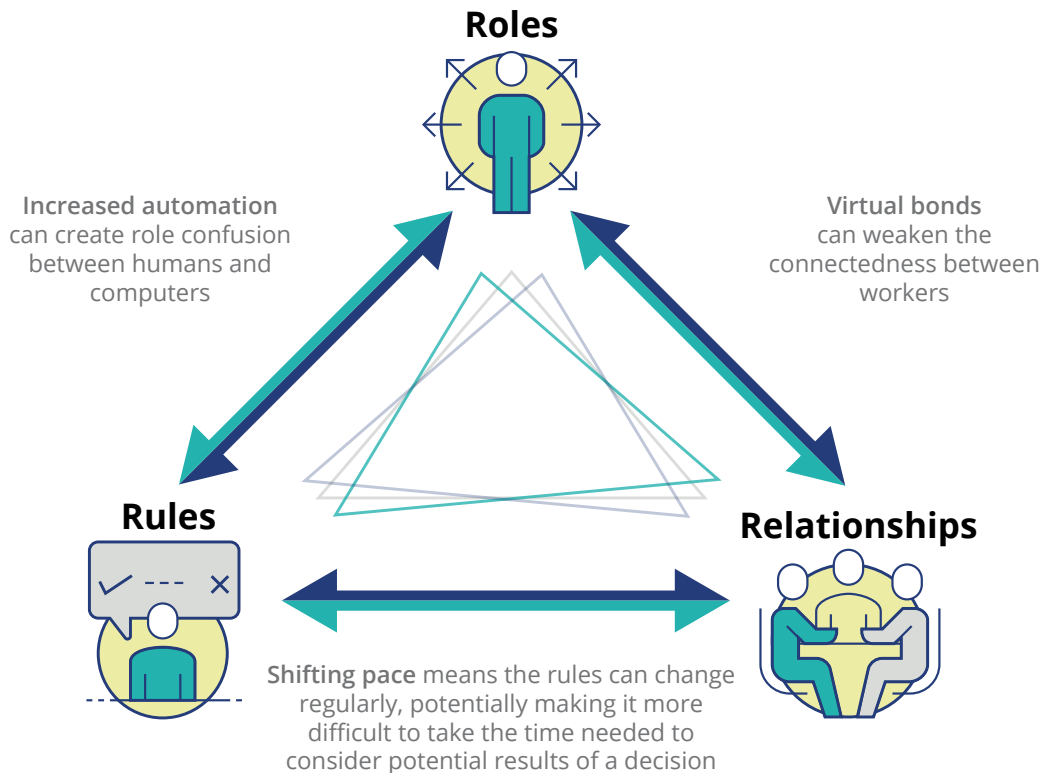 Roles
Increased automation
can create role confusion
between humans and
computers
Virtual bonds
can weaken the
connectedness between
workers
Rules
Relationships
Shifting pace means the rules can change
regularly, potentially making it more
difficult to take the time needed to
consider potential results of a decision